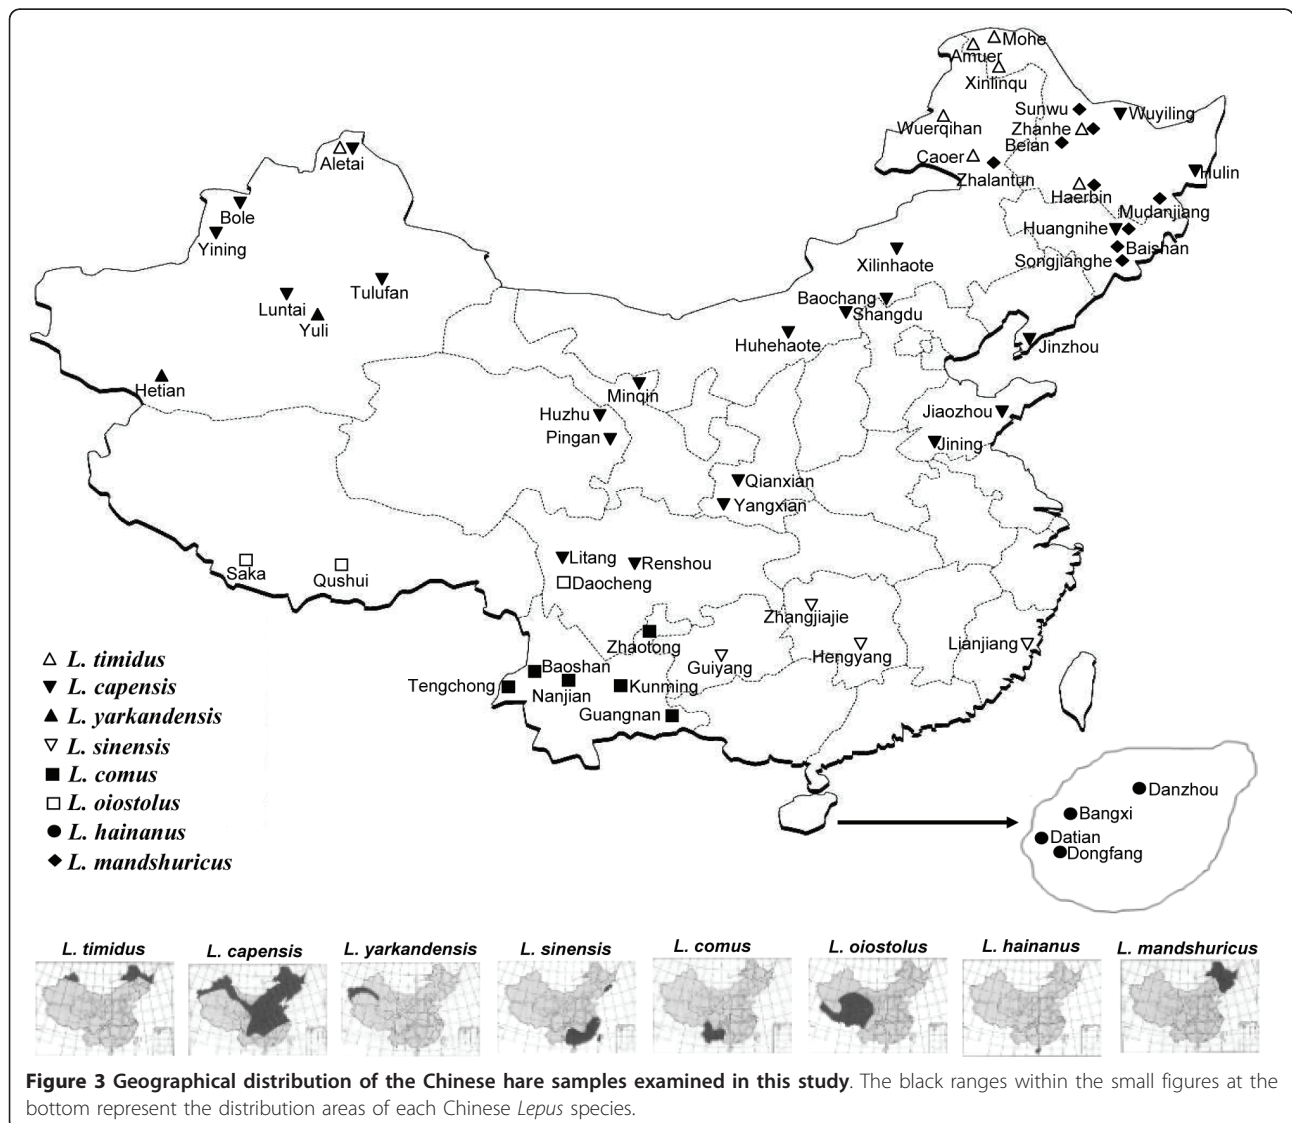 Mohe
Amuer
Xinlinqu
Sunwu
Wuyiling
Wuerqihan
Zhanhe
Beian
Caoer
Zhalantun
Hulin
Haerbin
Mudanjiang
Huangnihe
Baishan
Songjianghe
Aletai
Bole
Yining
Xilinhaote
Tulufan
Luntai
Yuli
Baochang
Shangdu
Huhehaote
Jinzhou
Hetian
Minqin
Huzhu
Pingan
Jiaozhou
Jining
Qianxian
Yangxian
Saka
Qushui
Litang
Renshou
Daocheng
Zhangjiajie
Zhaotong
Hengyang
Lianjiang
Guiyang
Baoshan
Tengchong
Nanjian
Kunming
Guangnan
L. timidus
L. capensis
L. yarkandensis
L. sinensis
L. comus
L. oiostolus
L. hainanus
L. mandshuricus
Danzhou
Bangxi
Datian
Dongfang
L. timidus
L. capensis
L. yarkandensis
L. sinensis
L. comus
L. oiostolus
L. hainanus
L. mandshuricus
Figure 3 Geographical distribution of the Chinese hare samples examined in this study. The black ranges within the small figures at the
bottom represent the distribution areas of each Chinese Lepus species.